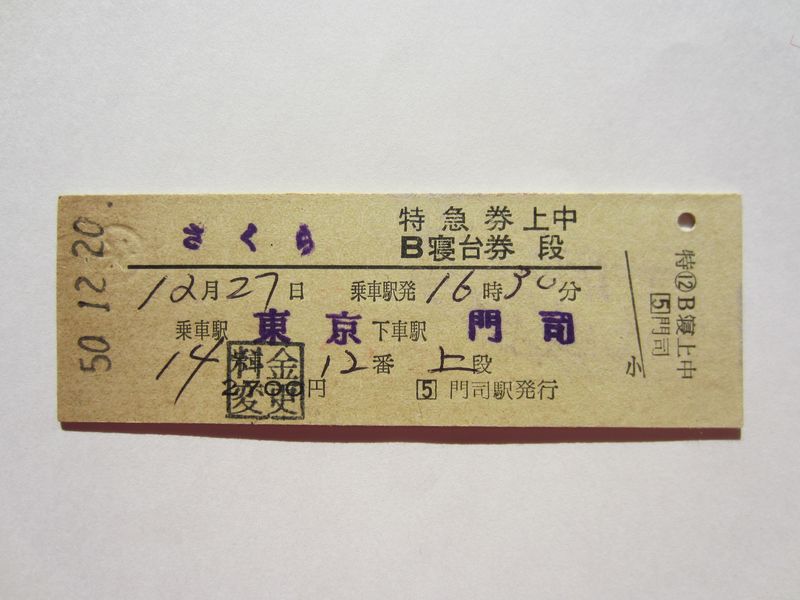 50.12.20.
さくら
特急券上中
B寝台券 段
12月27日 乗車駅発16時30分
乗車駅 東京 下車駅 門司
14 12番 上段
料金
変更
2700円 5 門司駅発行
小
特⑫B寝上中
5門司